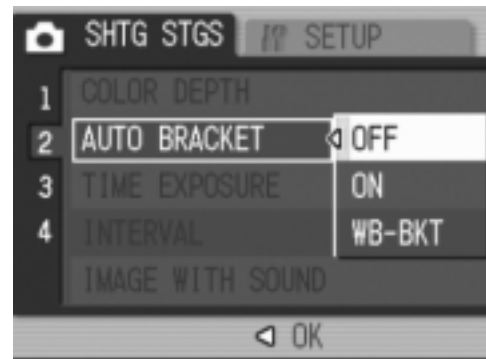 SHTG STGS SETUP
1 COLOR DEPTH
2 AUTO BRACKET OFF
3 TIME EXPOSURE ON
4 INTERVAL WB-BKT
IMAGE WITH SOUND
OK